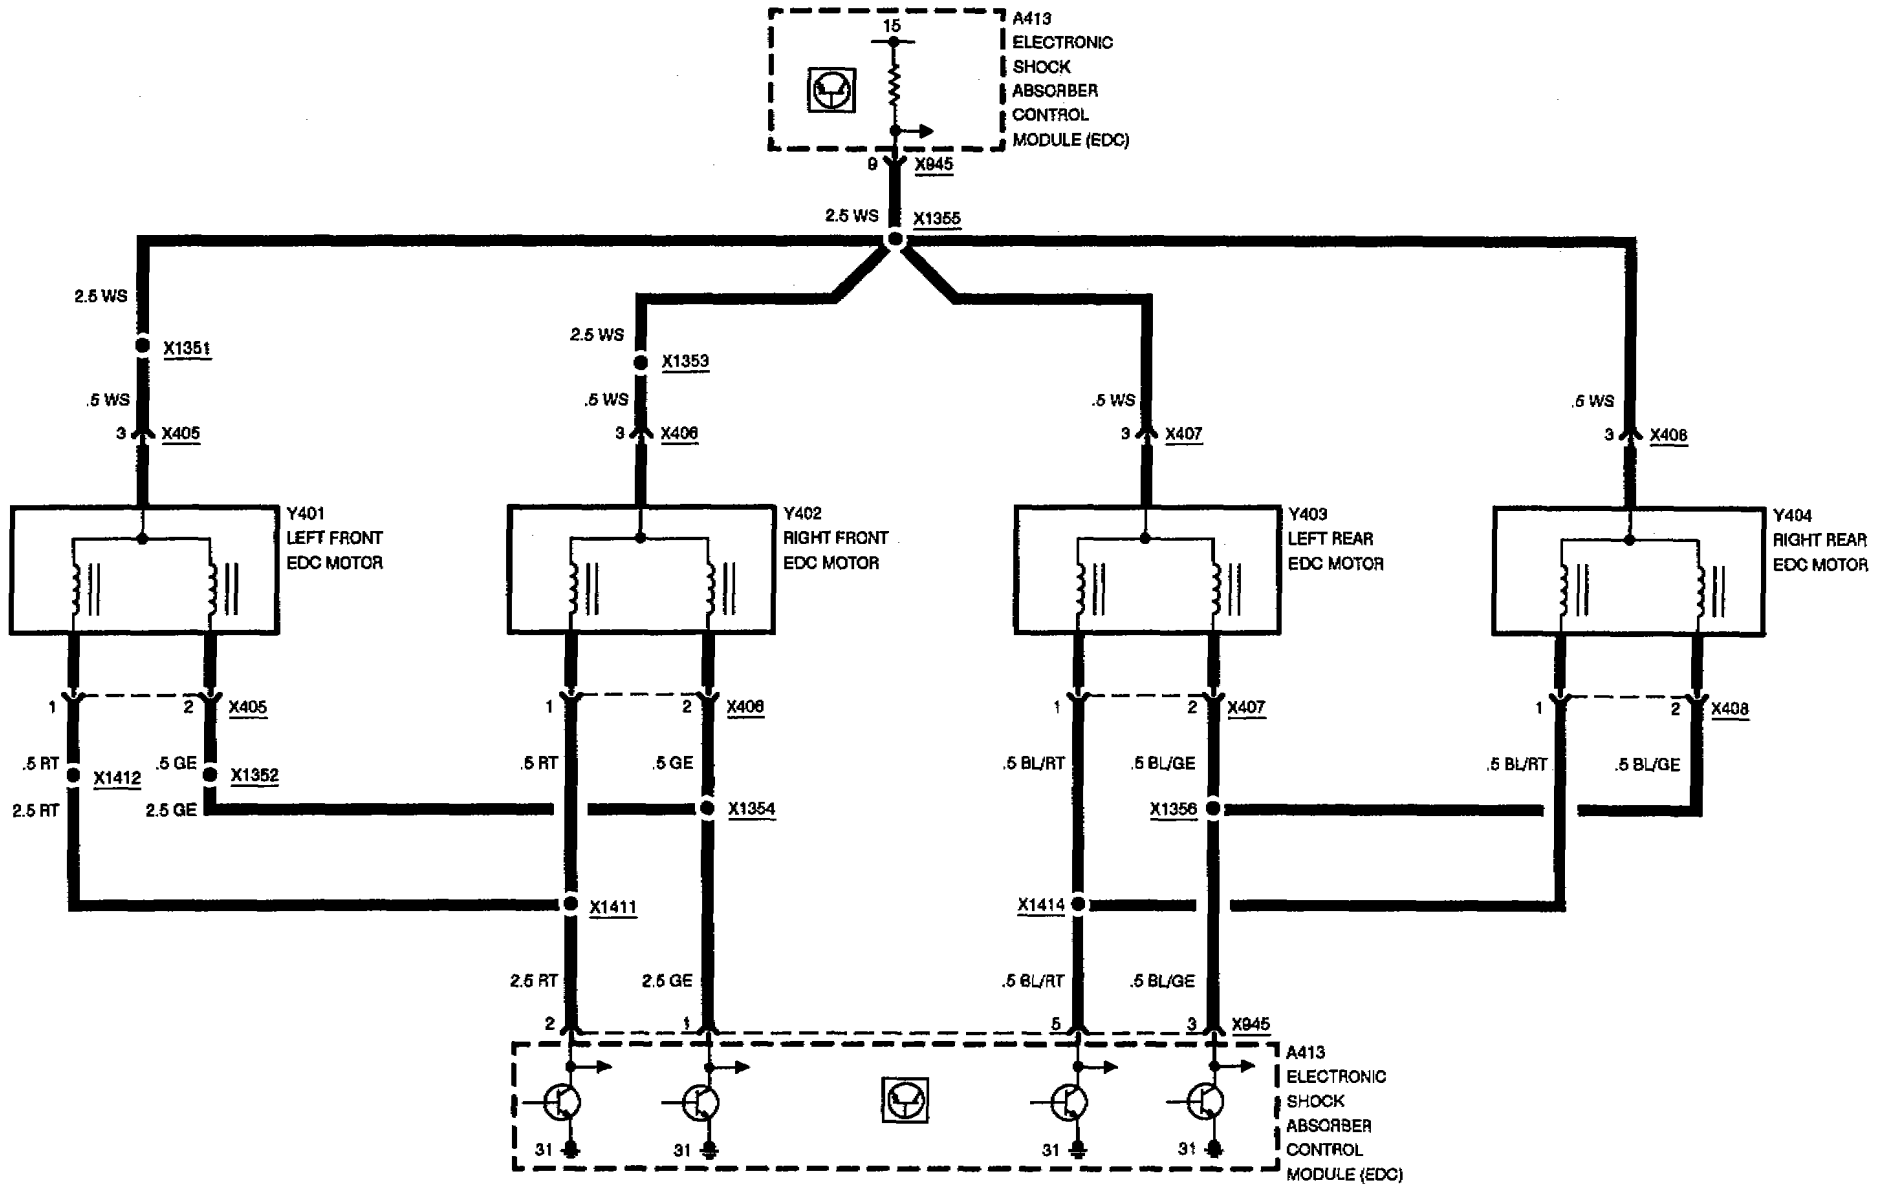 15
A413
ELECTRONIC
SHOCK
ABSORBER
CONTROL
MODULE (EDC)
9 X945
2.5 WS X1355
2.5 WS
X1351
2.5 WS
X1353
.5 WS
.5 WS
.5 WS
.5 WS
3 X405
3 X406
3 X407
3 X408
Y401
LEFT FRONT
EDC MOTOR
Y402
RIGHT FRONT
EDC MOTOR
Y403
LEFT REAR
EDC MOTOR
Y404
RIGHT REAR
EDC MOTOR
1 2 X405
1 2 X406
1 2 X407
1 2 X408
.5 RT .5 GE
.5 RT .5 GE
.5 BL/RT .5 BL/GE
.5 BL/RT .5 BL/GE
X1412 X1352
2.5 RT 2.5 GE
X1354
X1356
X1411
X1414
2.5 RT 2.5 GE .5 BL/RT .5 BL/GE
2 1 5 3 X945
A413
ELECTRONIC
SHOCK
ABSORBER
CONTROL
MODULE (EDC)
31 31 31 31